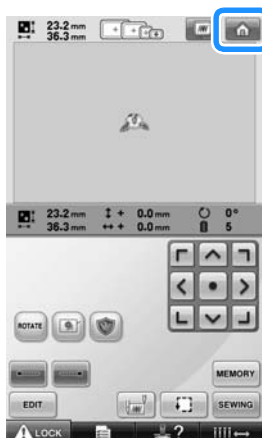 23.2 mm
36.3 mm
23.2 mm ↕ + 0.0 mm 0°
36.3 mm ↔ + 0.0 mm 5
ROTATE
MEMORY
EDIT
SEWING
LOCK
?